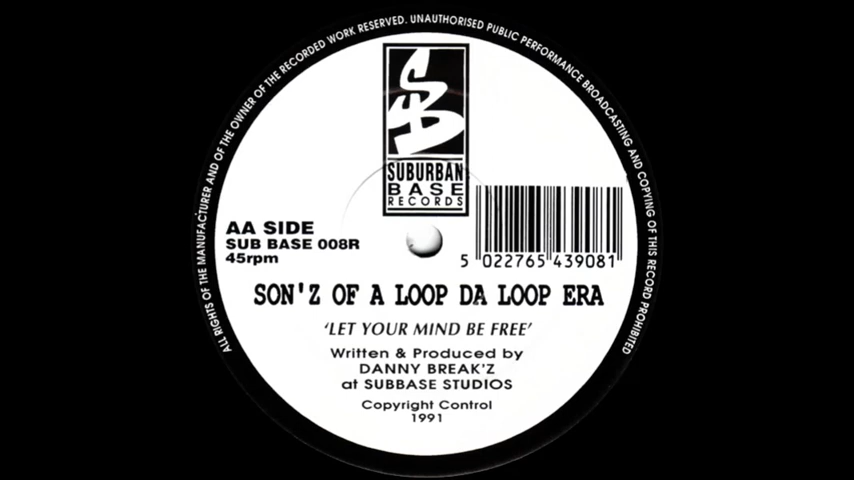 ALL RIGHTS OF THE MANUFACTURER AND OF THE OWNER OF THE RECORDED WORK RESERVED. UNAUTHORISED PUBLIC PERFORMANCE BROADCASTING AND COPYING OF THIS RECORD PROHIBITED
SUBURBAN
BASE
RECORDS
AA SIDE
SUB BASE 008R
45rpm
5 022765 439081
SON'Z OF A LOOP DA LOOP ERA
'LET YOUR MIND BE FREE'
Written & Produced by
DANNY BREAK'Z
at SUBBASE STUDIOS
Copyright Control
1991